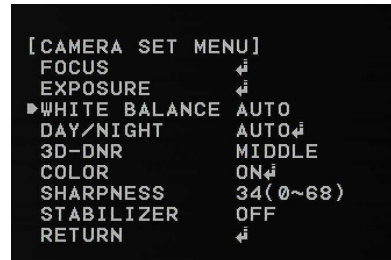 [CAMERA SET MENU]
FOCUS ↲
EXPOSURE ↲
▶WHITE BALANCE AUTO
DAY/NIGHT AUTO↲
3D-DNR MIDDLE
COLOR ON↲
SHARPNESS 34(0~68)
STABILIZER OFF
RETURN ↲